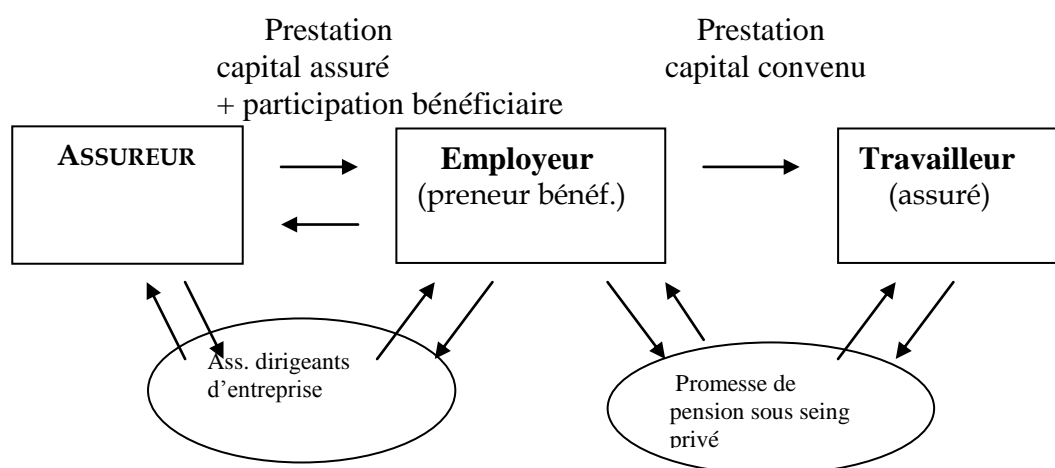 Prestation
capital assuré
+ participation bénéficiaire
Prestation
capital convenu
ASSUREUR
Employeur
(preneur bénéf.)
Travailleur
(assuré)
Ass. dirigeants
d’entreprise
Promesse de
pension sous seing
privé